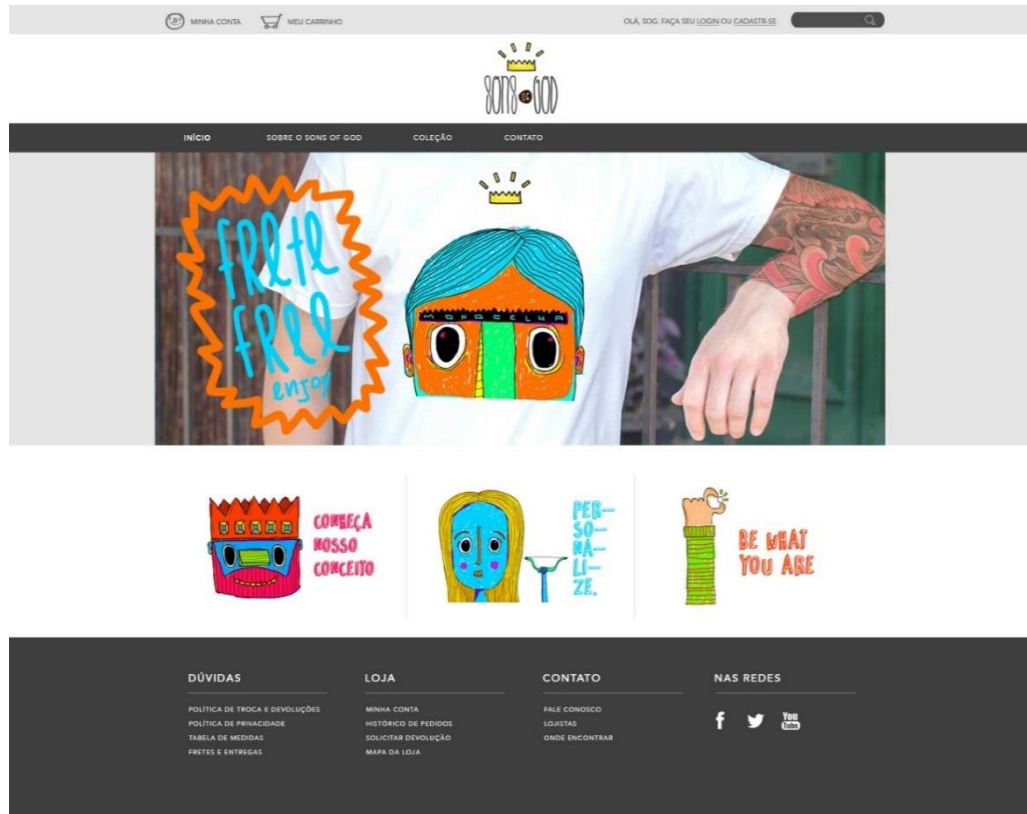 MINHA CONTA
MEU CARRINHO
OLÁ, SOG. FAÇA SEU LOGIN OU CADASTR-SE
SONS OF GOD
INÍCIO
SOBRE O SONS OF GOD
COLEÇÃO
CONTATO
fRete
fRee
enjoy
MONOCELHA
CONHEÇA
NOSSO
CONCEITO
PER-
SO-
NA-
LI-
ZE.
BE WHAT
YOU ARE
DÚVIDAS
POLÍTICA DE TROCA E DEVOLUÇÕES
POLÍTICA DE PRIVACIDADE
TABELA DE MEDIDAS
FRETES E ENTREGAS
LOJA
MINHA CONTA
HISTÓRICO DE PEDIDOS
SOLICITAR DEVOLUÇÃO
MAPA DA LOJA
CONTATO
FALE CONOSCO
LOJISTAS
ONDE ENCONTRAR
NAS REDES
f
You
Tube